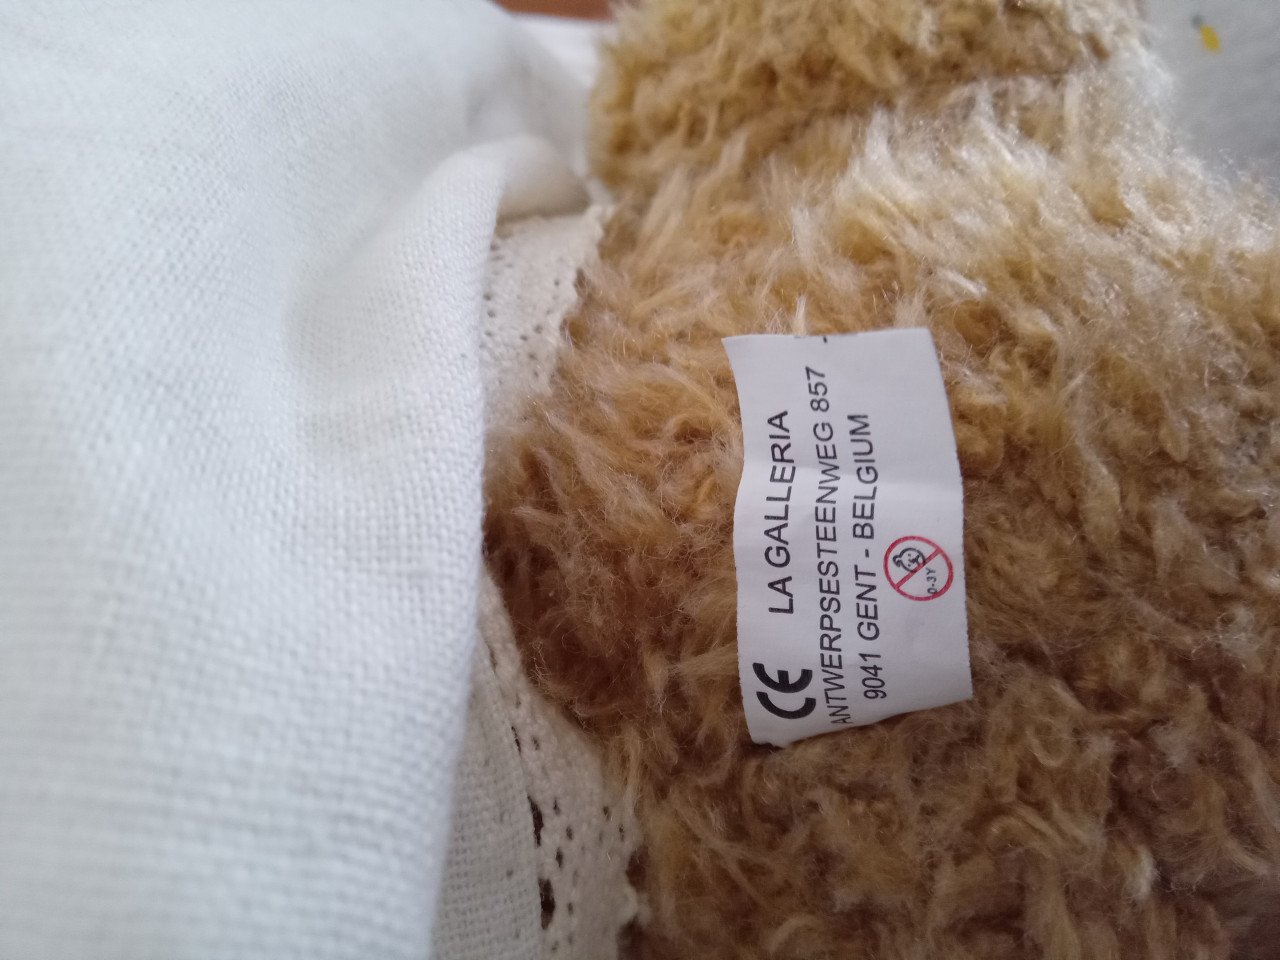 CE LA GALLERIA
ANTWERPSESTEENWEG 857
9041 GENT - BELGIUM
0-3Y